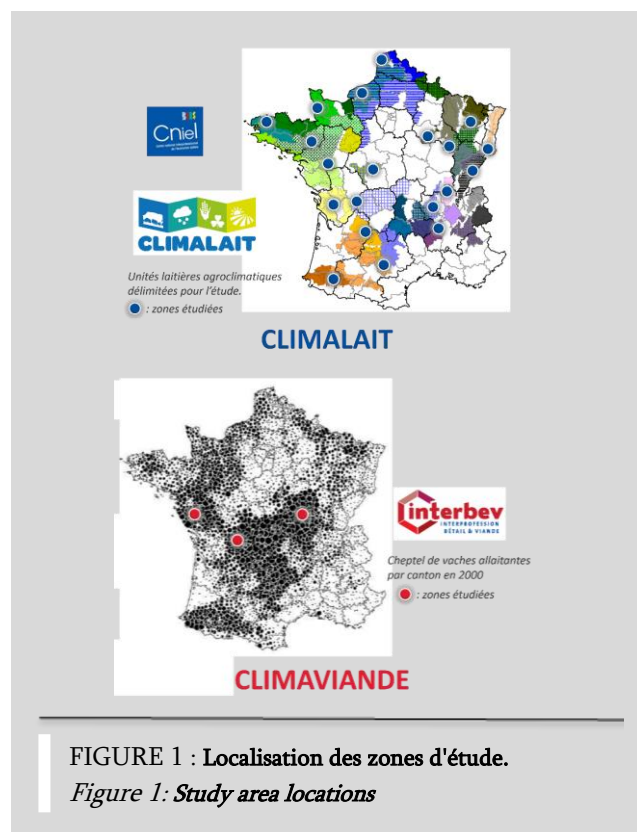 Cniel
CLIMALAIT
Unités laitières agroclimatiques
délimitées pour l'étude.
: zones étudiées
CLIMALAIT
interbev
INTERPROFESSION
BÉTAIL & VIANDE
Cheptel de vaches allaitantes
par canton en 2000
: zones étudiées
CLIMAVIANDE
FIGURE 1 : Localisation des zones d'étude.
Figure 1: Study area locations